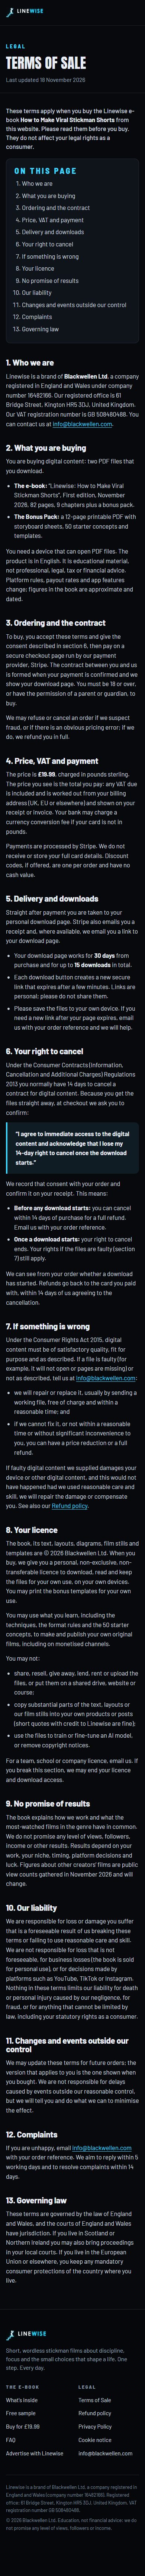 LINEWISE
LEGAL
TERMS OF SALE
Last updated 18 November 2026
These terms apply when you buy the Linewise e-
book How to Make Viral Stickman Shorts from
this website. Please read them before you buy.
They do not affect your legal rights as a
consumer.
ON THIS PAGE
1. Who we are
2. What you are buying
3. Ordering and the contract
4. Price, VAT and payment
5. Delivery and downloads
6. Your right to cancel
7. If something is wrong
8. Your licence
9. No promise of results
10. Our liability
11. Changes and events outside our control
12. Complaints
13. Governing law
1. Who we are
Linewise is a brand of Blackwellen Ltd, a company
registered in England and Wales under company
number 16482166. Our registered office is 61
Bridge Street, Kington HR5 3DJ, United Kingdom.
Our VAT registration number is GB 508480486. You
can contact us at info@blackwellen.com.
2. What you are buying
You are buying digital content: two PDF files that
you download.
• The e-book: "Linewise: How to Make Viral
Stickman Shorts". First edition, November
2026, 82 pages, 9 chapters plus a bonus pack.
• The Bonus Pack: a 12-page printable PDF with
storyboard sheets, 50 starter concepts and
templates.
You need a device that can open PDF files. The
product is in English. It is educational material,
not professional, legal, tax or financial advice.
Platform rules, payout rates and app features
change; figures in the book are approximate and
dated.
3. Ordering and the contract
To buy, you accept these terms and give the
consent described in section 6, then pay on a
secure checkout page run by our payment
provider, Stripe. The contract between you and us
is formed when your payment is confirmed and we
show your download page. You must be 18 or over,
or have the permission of a parent or guardian, to
buy.
We may refuse or cancel an order if we suspect
fraud, or if there is an obvious pricing error; if we
do, we refund you in full.
4. Price, VAT and payment
The price is £19.99, charged in pounds sterling.
The price you see is the total you pay: any VAT due
is included and is worked out from your billing
address (UK, EU or elsewhere) and shown on your
receipt or invoice. Your bank may charge a
currency conversion fee if your card is not in
pounds.
Payments are processed by Stripe. We do not
receive or store your full card details. Discount
codes, if offered, are one per order and have no
cash value.
5. Delivery and downloads
Straight after payment you are taken to your
download page. Stripe also emails you a receipt
and, where available, we email you a link to your
download page.
• Your download page works for 30 days from
purchase and for up to 15 downloads in total.
• Each download button creates a new secure
link that expires after a few minutes. Links are
personal; please do not share them.
• Please save the files to your own device. If you
need a new link after your page expires, email
us with your order reference and we will help.
6. Your right to cancel
Under the Consumer Contracts (Information,
Cancellation and Additional Charges) Regulations
2013 you normally have 14 days to cancel a
contract for digital content. Because you get the
files straight away, at checkout we ask you to
confirm:
"I agree to immediate access to the digital
content and acknowledge that I lose my
14-day right to cancel once the download
starts."
We record that consent with your order and
confirm it on your receipt. This means:
• Before any download starts: you can cancel
within 14 days of purchase for a full refund.
Email us with your order reference.
• Once a download starts: your right to cancel
ends. Your rights if the files are faulty (section
7) still apply.
We can see from your order whether a download
has started. Refunds go back to the card you paid
with, within 14 days of us agreeing to the
cancellation.
7. If something is wrong
Under the Consumer Rights Act 2015, digital
content must be of satisfactory quality, fit for
purpose and as described. If a file is faulty (for
example, it will not open or pages are missing) or
not as described, tell us at info@blackwellen.com:
• we will repair or replace it, usually by sending a
working file, free of charge and within a
reasonable time; and
• if we cannot fix it, or not within a reasonable
time or without significant inconvenience to
you, you can have a price reduction or a full
refund.
If faulty digital content we supplied damages your
device or other digital content, and this would not
have happened had we used reasonable care and
skill, we will repair the damage or compensate
you. See also our Refund policy.
8. Your licence
The book, its text, layouts, diagrams, film stills and
templates are © 2026 Blackwellen Ltd. When you
buy, we give you a personal, non-exclusive, non-
transferable licence to download, read and keep
the files for your own use, on your own devices.
You may print the bonus templates for your own
use.
You may use what you learn, including the
techniques, the format rules and the 50 starter
concepts, to make and publish your own original
films, including on monetised channels.
You may not:
• share, resell, give away, lend, rent or upload the
files, or put them on a shared drive, website or
course;
• copy substantial parts of the text, layouts or
our film stills into your own products or posts
(short quotes with credit to Linewise are fine);
• use the files to train or fine-tune an AI model,
or remove copyright notices.
For a team, school or company licence, email us. If
you break this section, we may end your licence
and download access.
9. No promise of results
The book explains how we work and what the
most-watched films in the genre have in common.
We do not promise any level of views, followers,
income or other results. Results depend on your
work, your niche, timing, platform decisions and
luck. Figures about other creators' films are public
view counts gathered in November 2026 and will
change.
10. Our liability
We are responsible for loss or damage you suffer
that is a foreseeable result of us breaking these
terms or failing to use reasonable care and skill.
We are not responsible for loss that is not
foreseeable, for business losses (the book is sold
for personal use), or for decisions made by
platforms such as YouTube, TikTok or Instagram.
Nothing in these terms limits our liability for death
or personal injury caused by our negligence, for
fraud, or for anything that cannot be limited by
law, including your statutory rights as a consumer.
11. Changes and events outside our
control
We may update these terms for future orders; the
version that applies to you is the one shown when
you bought. We are not responsible for delays
caused by events outside our reasonable control,
but we will tell you and do what we can to minimise
the effect.
12. Complaints
If you are unhappy, email info@blackwellen.com
with your order reference. We aim to reply within 5
working days and to resolve complaints within 14
days.
13. Governing law
These terms are governed by the law of England
and Wales, and the courts of England and Wales
have jurisdiction. If you live in Scotland or
Northern Ireland you may also bring proceedings
in your local courts. If you live in the European
Union or elsewhere, you keep any mandatory
consumer protections of the country where you
live.
LINEWISE
Short, wordless stickman films about discipline,
focus and the small choices that shape a life. One
step. Every day.
THE E-BOOK
What's inside
Free sample
Buy for £19.99
FAQ
Advertise with Linewise
LEGAL
Terms of Sale
Refund policy
Privacy Policy
Cookie notice
info@blackwellen.com
Linewise is a brand of Blackwellen Ltd, a company registered in
England and Wales (company number 16482166). Registered
office: 61 Bridge Street, Kington HR5 3DJ, United Kingdom. VAT
registration number GB 508480486.
© 2026 Blackwellen Ltd. Education, not financial advice; we do
not promise any level of views, followers or income.